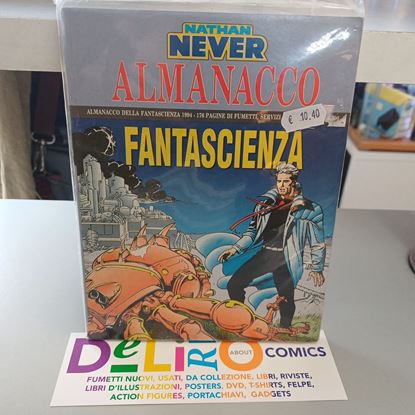 NATHAN
NEVER
ALMANACCO
ALMANACCO DELLA FANTASCIENZA 1994 - 176 PAGINE DI FUMETTI, SERVIZI
€ 10.40
FANTASCIENZA
DeLIRI ABOUT COMICS
FUMETTI NUOVI, USATI, DA COLLEZIONE, LIBRI, RIVISTE,
LIBRI D'ILLUSTRAZIONI, POSTERS, DVD, T-SHIRTS, FELPE,
ACTION FIGURES, PORTACHIAVI, GADGETS